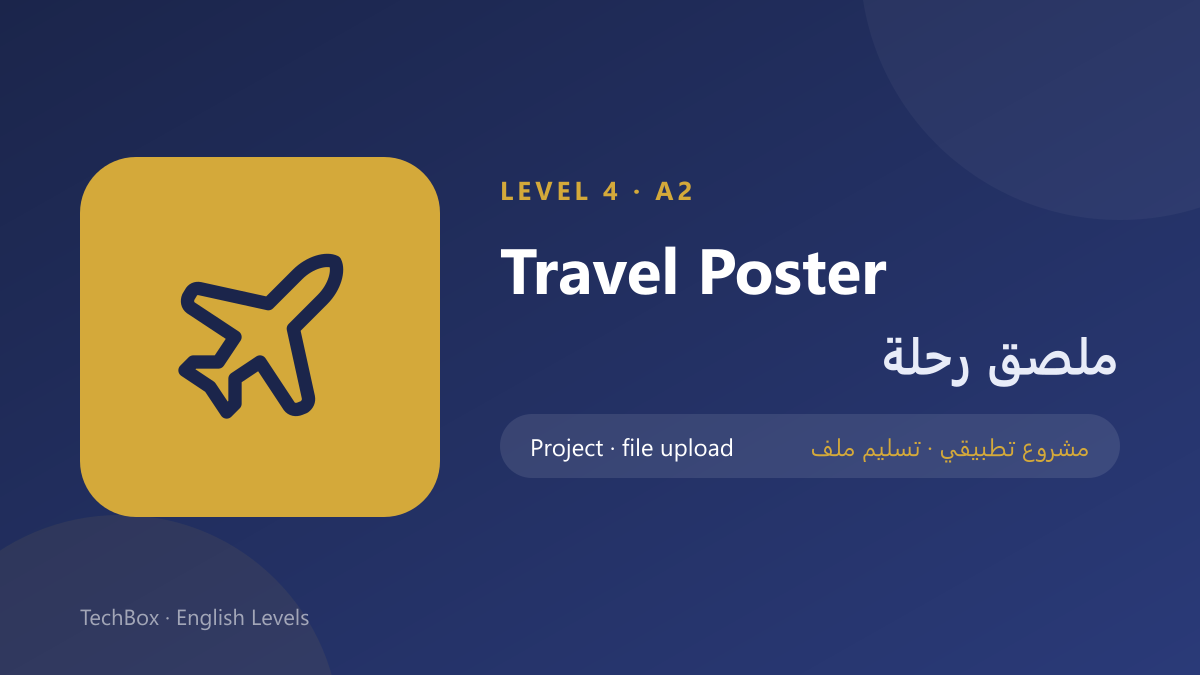 LEVEL 4 · A2
Travel Poster
ملصق رحلة
Project · file upload
مشروع تطبيقي · تسليم ملف
TechBox · English Levels